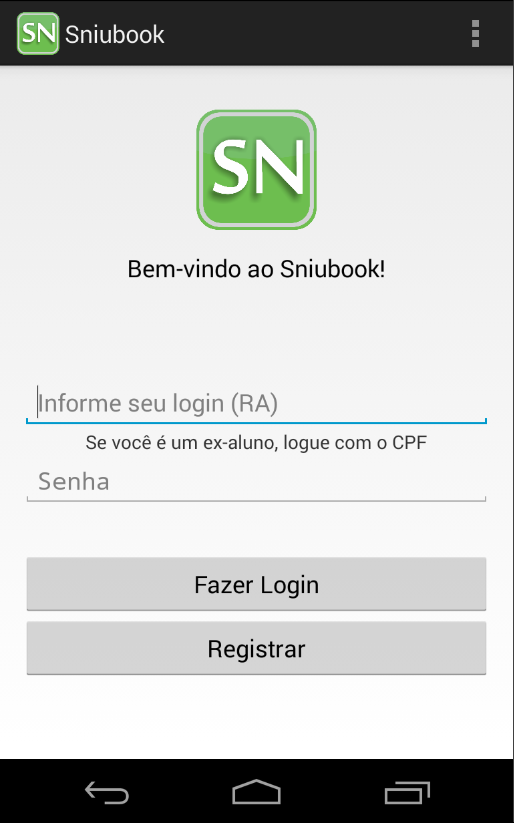 SN Sniubook
SN
Bem-vindo ao Sniubook!
Informe seu login (RA)
Se você é um ex-aluno, logue com o CPF
Senha
Fazer Login
Registrar